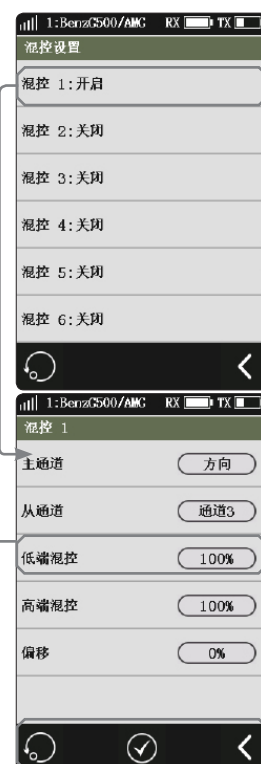 1:BenzG500/AMG RX TX
混控设置
混控 1:开启
混控 2:关闭
混控 3:关闭
混控 4:关闭
混控 5:关闭
混控 6:关闭
1:BenzG500/AMG RX TX
混控 1
主通道 方向
从通道 通道3
低端混控 100%
高端混控 100%
偏移 0%